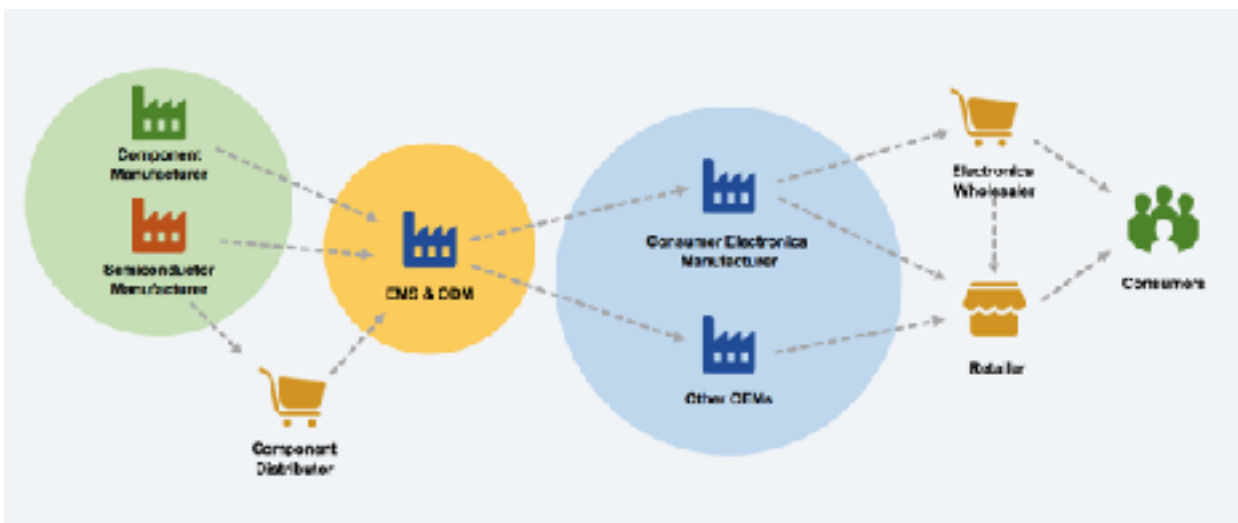 Component
Manufacturer
Semiconductor
Manufacturer
Component
Distributor
EMS & ODM
Consumer Electronics
Manufacturer
Other OEMs
Electronics
Wholesaler
Retailer
Consumers